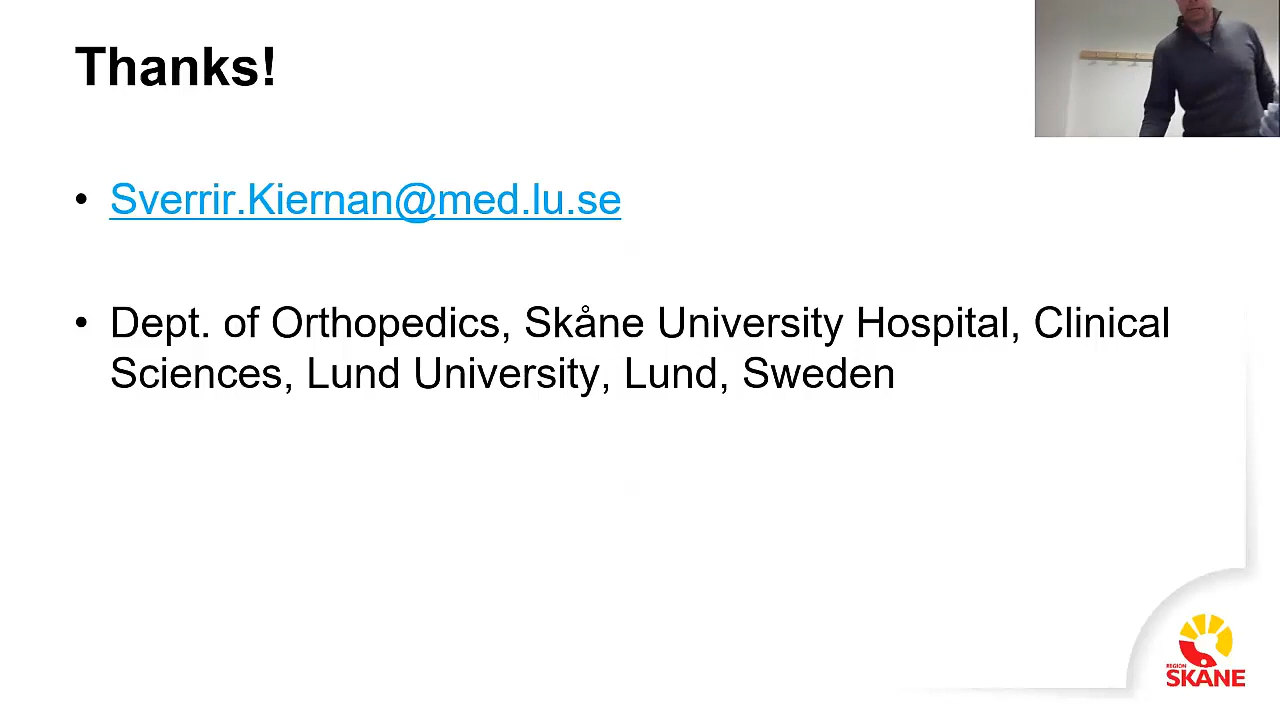 Thanks!
• Sverrir.Kiernan@med.lu.se
• Dept. of Orthopedics, Skåne University Hospital, Clinical
Sciences, Lund University, Lund, Sweden
REGION
SKÅNE